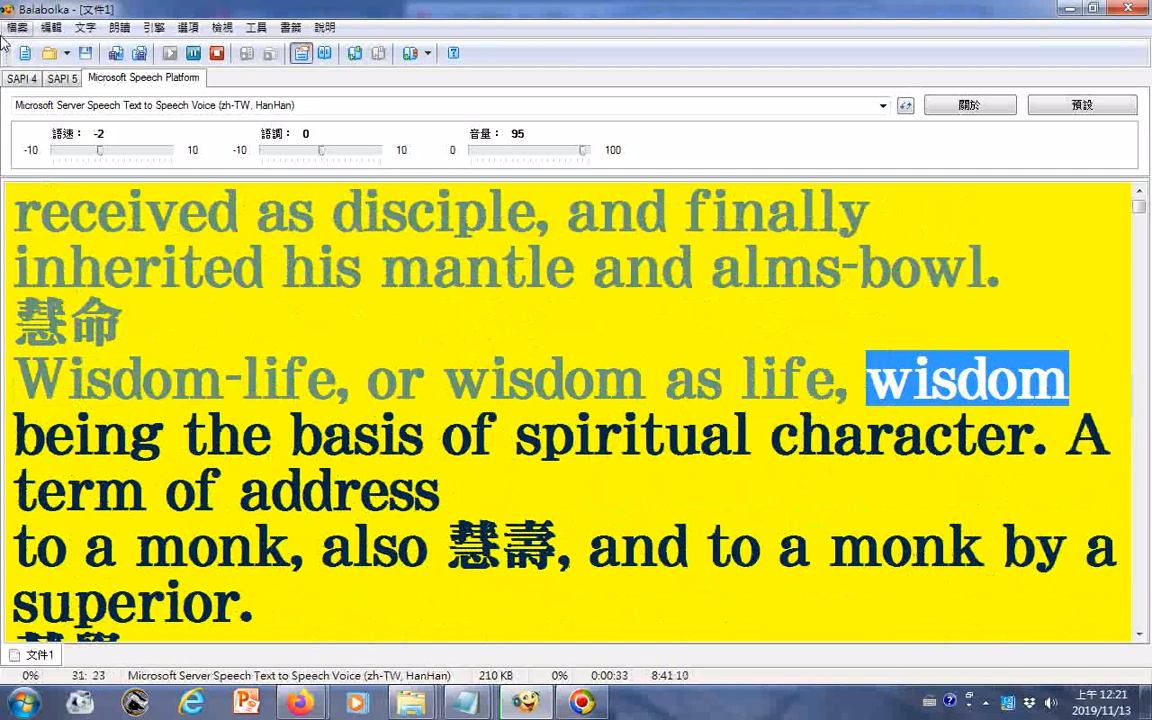 Balabolka - [文件1]
檔案 編輯 文字 朗讀 引擎 選項 檢視 工具 書籤 說明
SAPI 4 SAPI 5 Microsoft Speech Platform
Microsoft Server Speech Text to Speech Voice (zh-TW, HanHan) 關於 預設
語速： -2 語調： 0 音量： 95
-10 10 -10 10 0 100
received as disciple, and finally
inherited his mantle and alms-bowl.
慧命
Wisdom-life, or wisdom as life, wisdom
being the basis of spiritual character. A
term of address
to a monk, also 慧壽, and to a monk by a
superior.
文件1
0% 31: 23 Microsoft Server Speech Text to Speech Voice (zh-TW, HanHan) 210 KB 0% 0:00:33 8:41:10
上午 12:21
2019/11/13